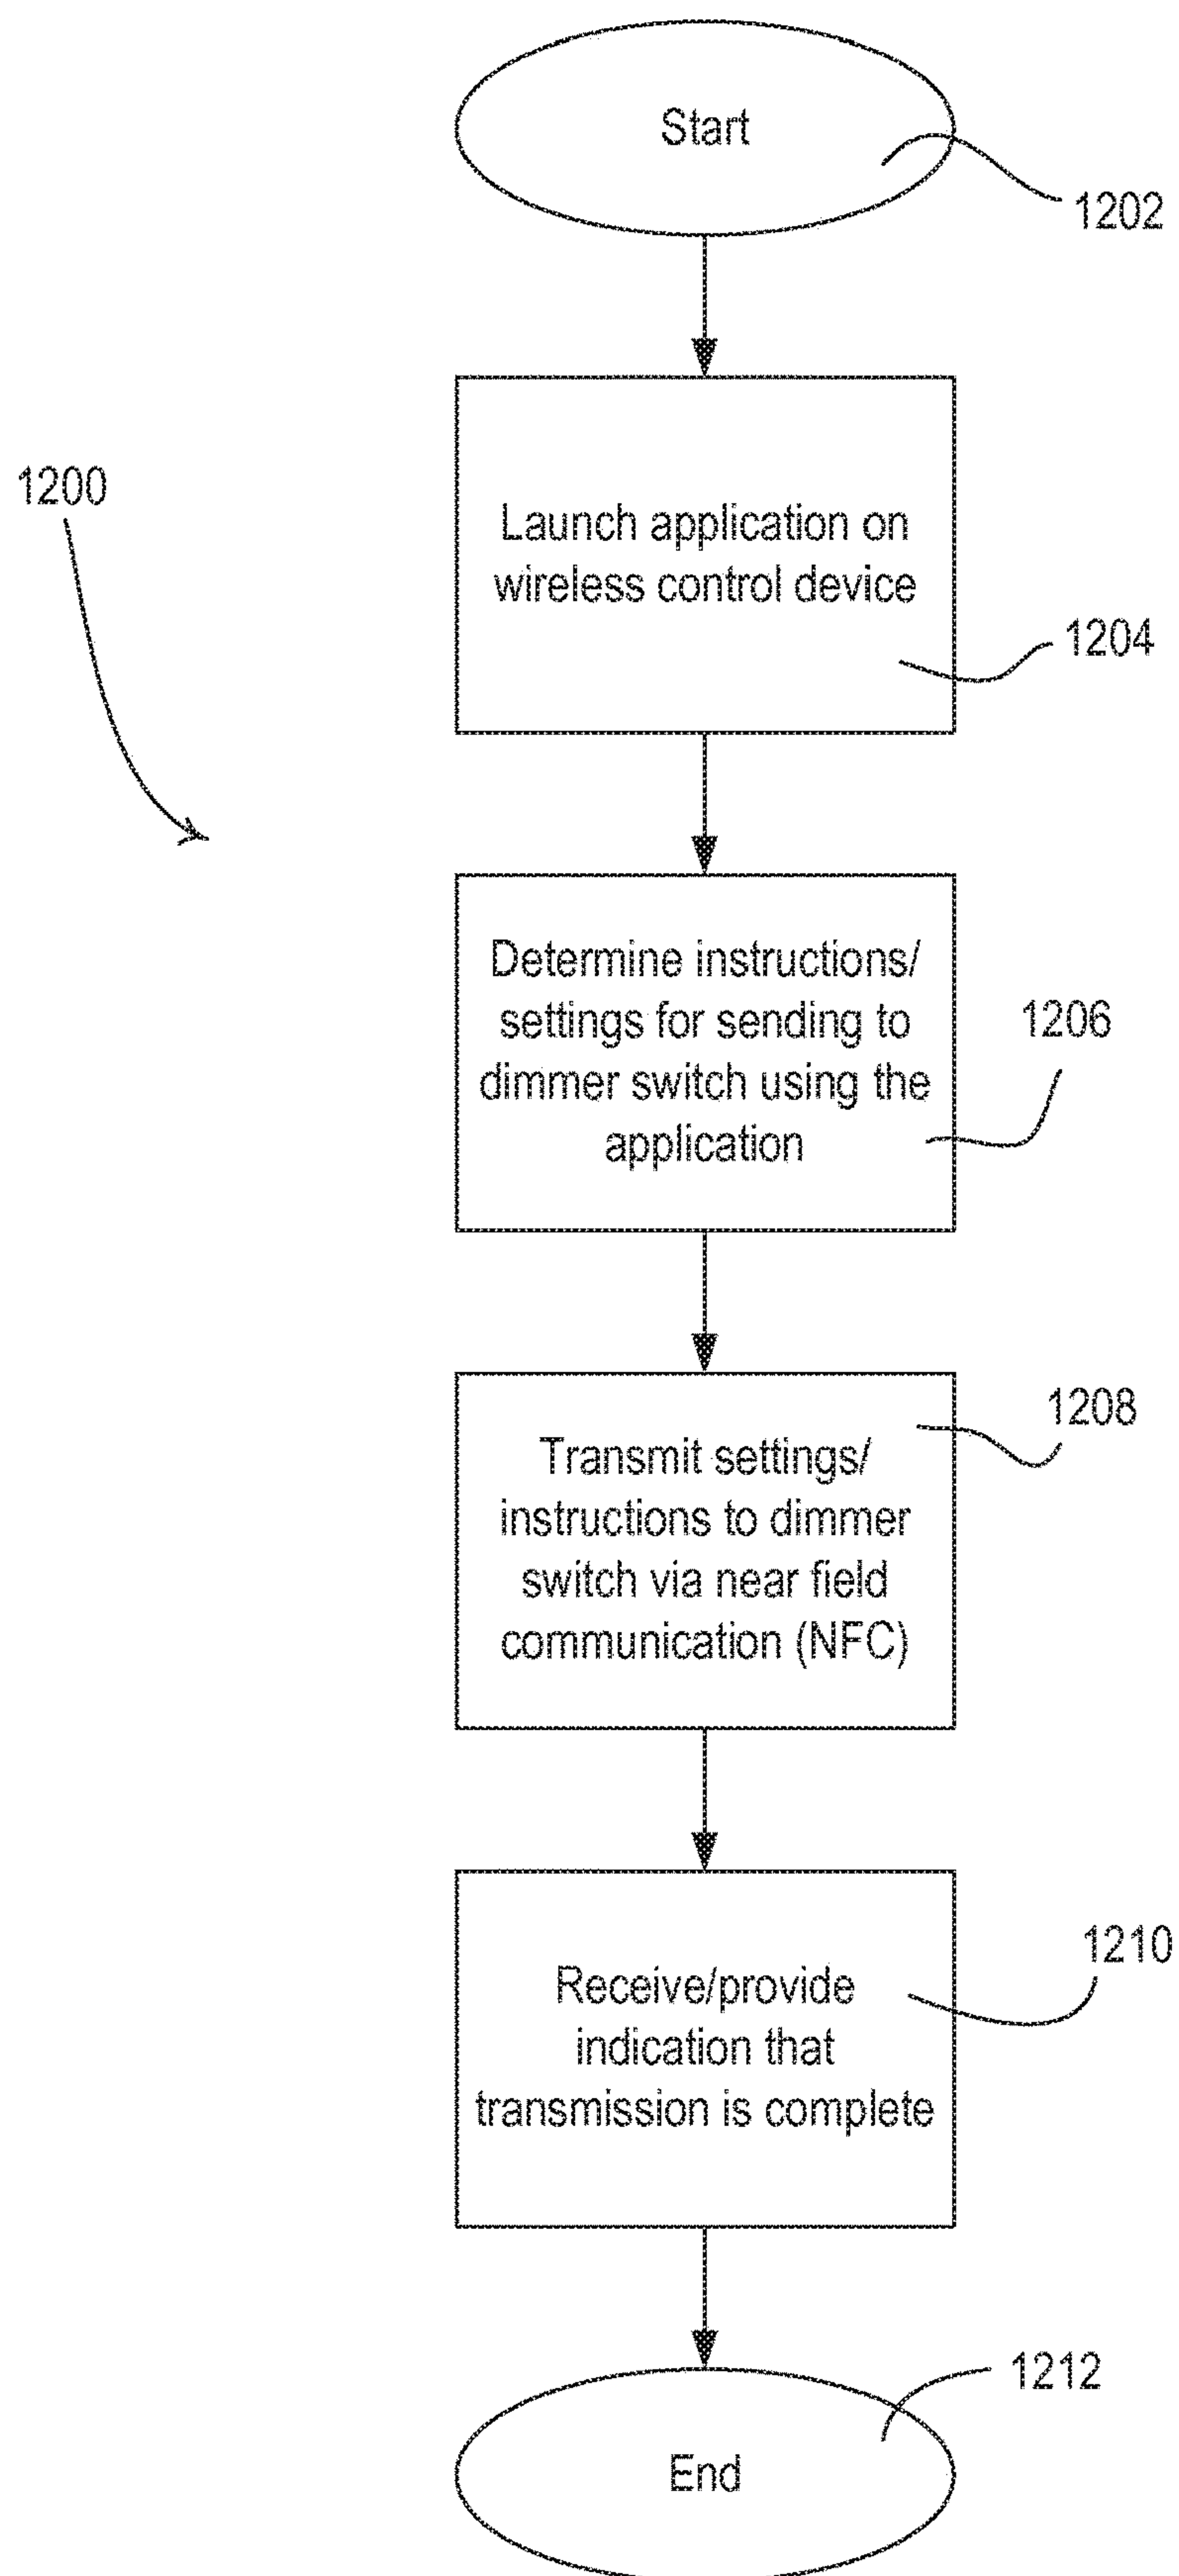 Start
1202
1200
Launch application on
wireless control device
1204
Determine instructions/
settings for sending to
dimmer switch using the
application
1206
1208
Transmit settings/
instructions to dimmer
switch via near field
communication (NFC)
1210
Receive/provide
indication that
transmission is complete
1212
End